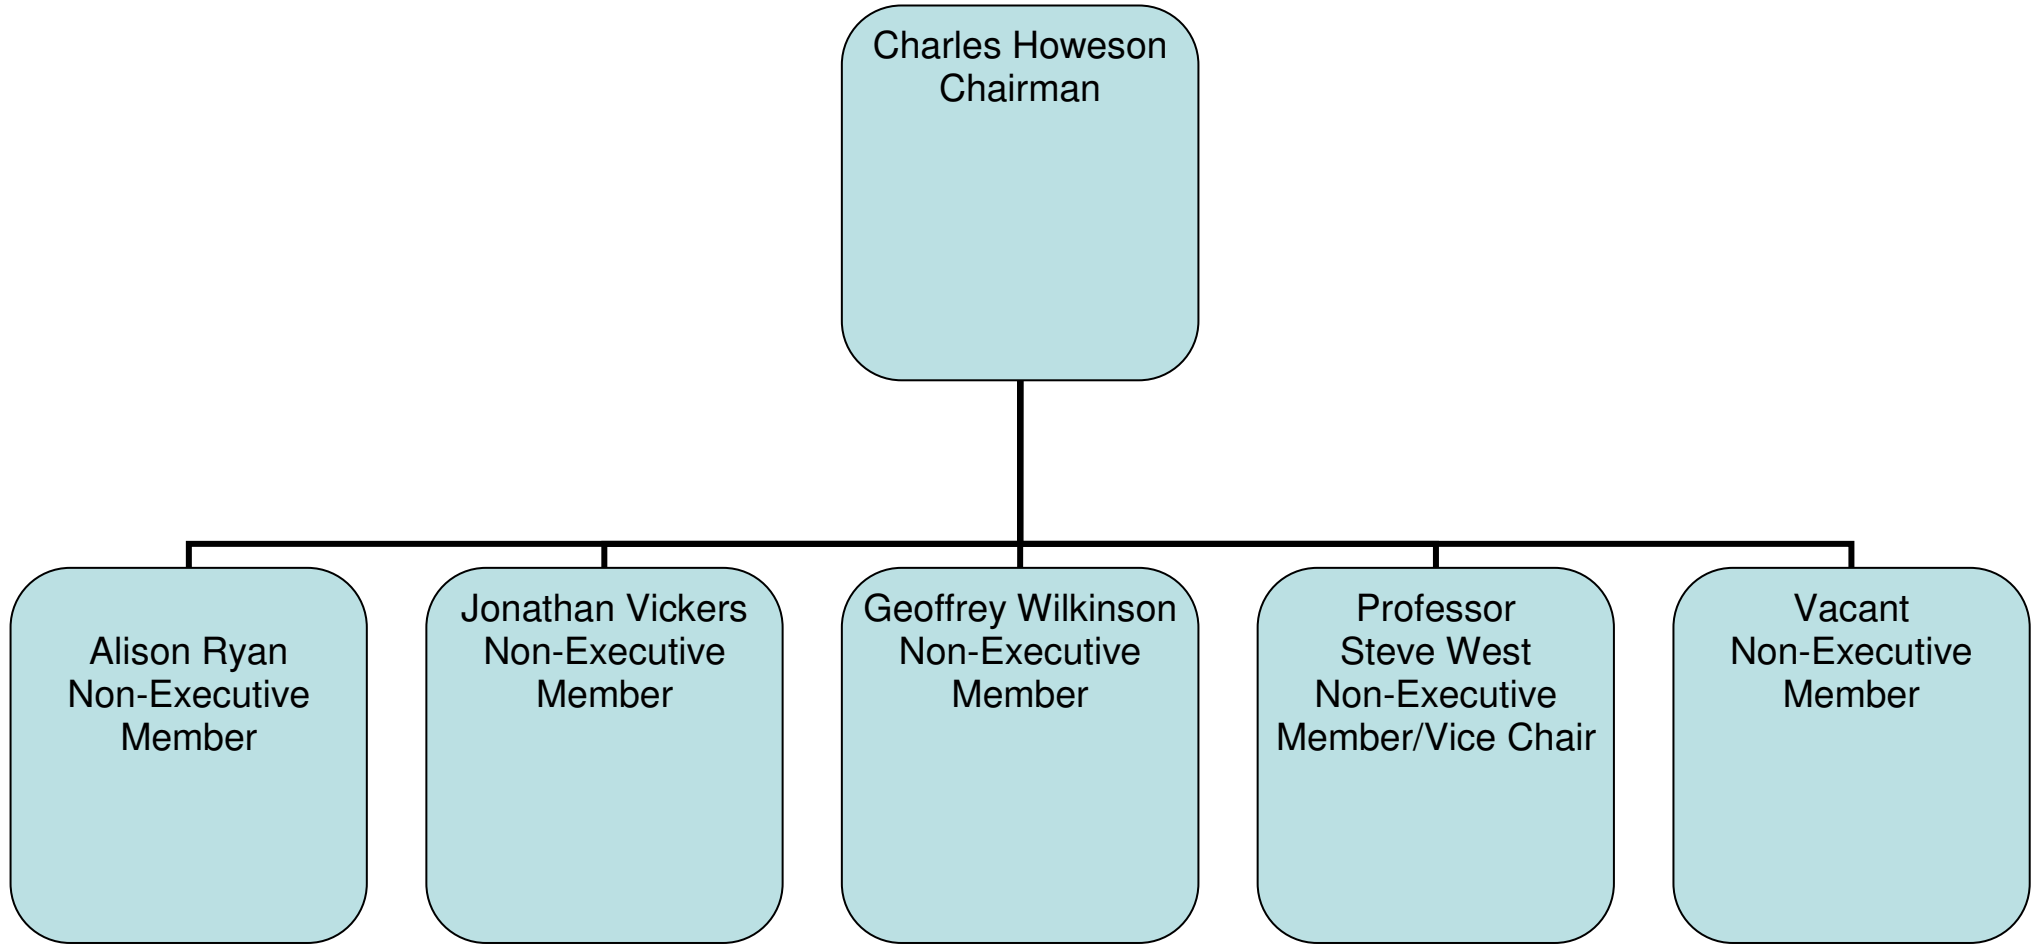 Charles Howeson
Chairman
Alison Ryan
Non-Executive
Member
Jonathan Vickers
Non-Executive
Member
Geoffrey Wilkinson
Non-Executive
Member
Professor
Steve West
Non-Executive
Member/Vice Chair
Vacant
Non-Executive
Member